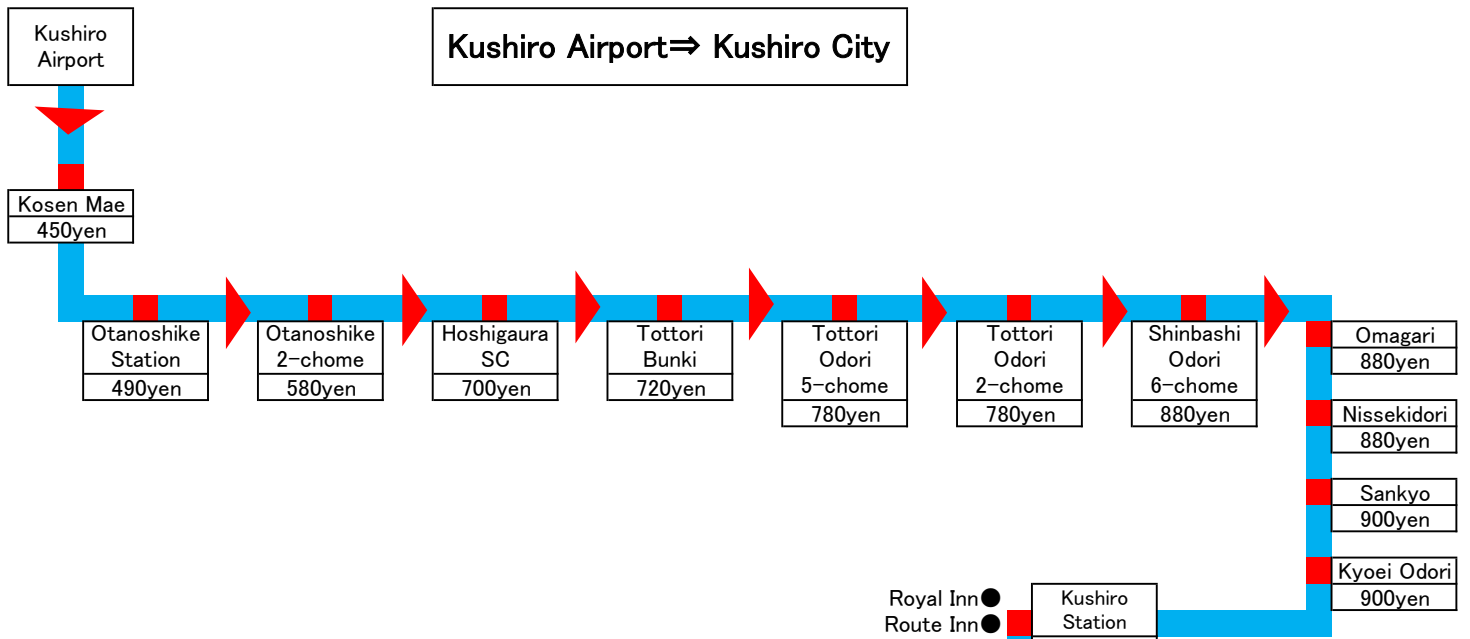 Kushiro
Airport
Kushiro Airport⇒ Kushiro City
Kosen Mae
450yen
Otanoshike
Station
490yen
Otanoshike
2-chome
580yen
Hoshigaura
SC
700yen
Tottori
Bunki
720yen
Tottori
Odori
5-chome
780yen
Tottori
Odori
2-chome
780yen
Shinbashi
Odori
6-chome
880yen
Omagari
880yen
Nissekidori
880yen
Sankyo
900yen
Kyoei Odori
900yen
Royal Inn●
Route Inn●
Kushiro
Station